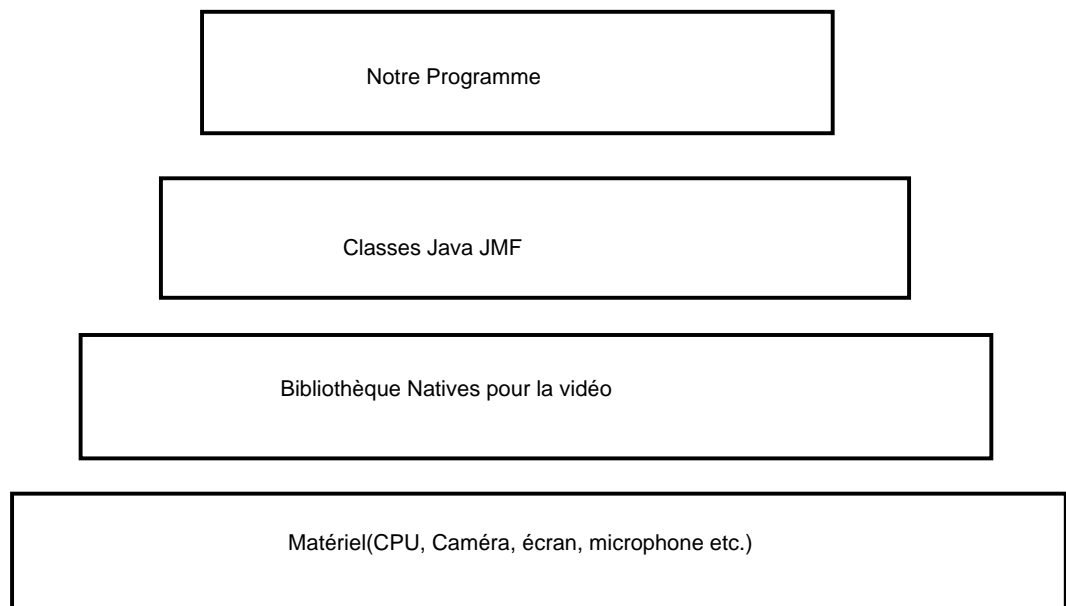 Notre Programme
Classes Java JMF
Bibliothèque Natives pour la vidéo
Matériel(CPU, Caméra, écran, microphone etc.)